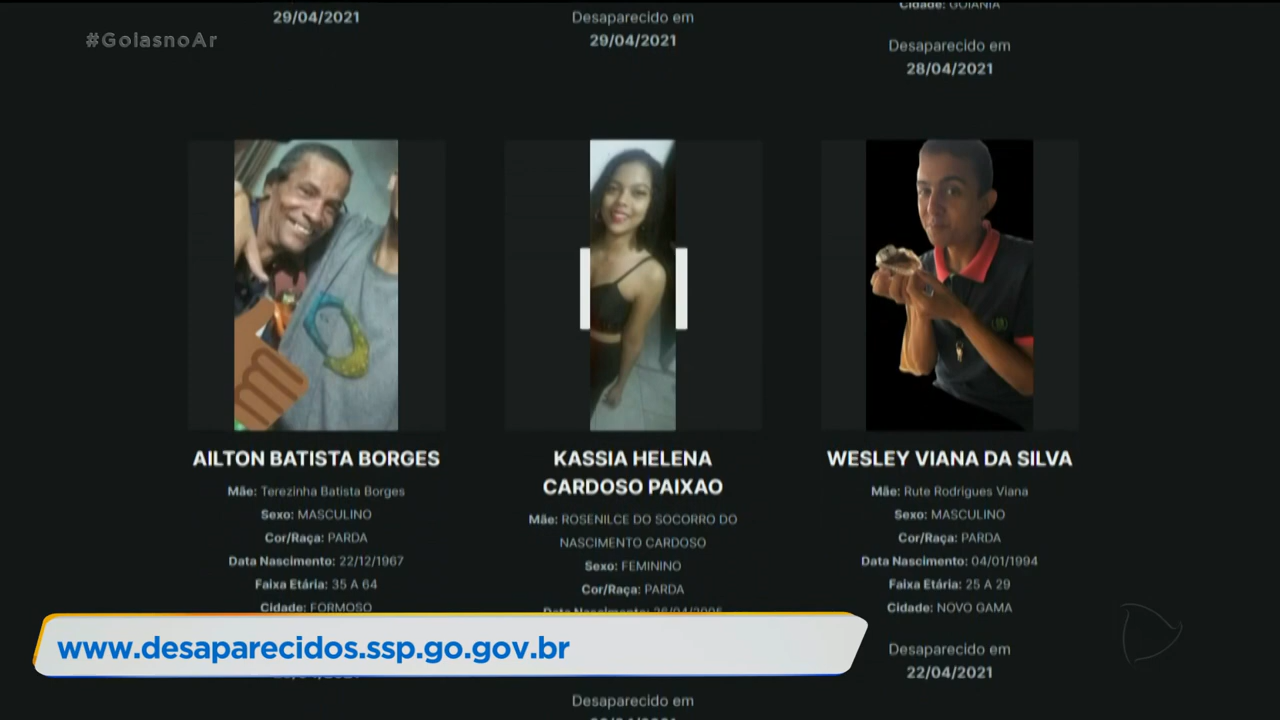 29/04/2021
Desaparecido em
29/04/2021
Cidade: GOIANIA
Desaparecido em
28/04/2021
#GoiasnoAr
AILTON BATISTA BORGES
Mãe: Terezinha Batista Borges
Sexo: MASCULINO
Cor/Raça: PARDA
Data Nascimento: 22/12/1967
Faixa Etária: 35 A 64
Cidade: FORMOSO
KASSIA HELENA
CARDOSO PAIXAO
Mãe: ROSENILCE DO SOCORRO DO
NASCIMENTO CARDOSO
Sexo: FEMININO
Cor/Raça: PARDA
Data Nascimento:
Desaparecido em
WESLEY VIANA DA SILVA
Mãe: Rute Rodrigues Viana
Sexo: MASCULINO
Cor/Raça: PARDA
Data Nascimento: 04/01/1994
Faixa Etária: 25 A 29
Cidade: NOVO GAMA
Desaparecido em
22/04/2021
www.desaparecidos.ssp.go.gov.br